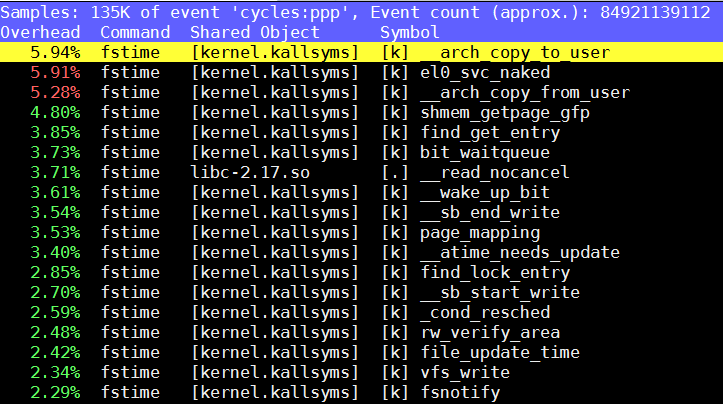 Samples: 135K of event 'cycles:ppp', Event count (approx.): 84921139112
Overhead  Command  Shared Object      Symbol
5.94%  fstime  [kernel.kallsyms]  [k] __arch_copy_to_user
5.91%  fstime  [kernel.kallsyms]  [k] el0_svc_naked
5.28%  fstime  [kernel.kallsyms]  [k] __arch_copy_from_user
4.80%  fstime  [kernel.kallsyms]  [k] shmem_getpage_gfp
3.85%  fstime  [kernel.kallsyms]  [k] find_get_entry
3.73%  fstime  [kernel.kallsyms]  [k] bit_waitqueue
3.71%  fstime  libc-2.17.so       [.] __read_nocancel
3.61%  fstime  [kernel.kallsyms]  [k] __wake_up_bit
3.54%  fstime  [kernel.kallsyms]  [k] __sb_end_write
3.53%  fstime  [kernel.kallsyms]  [k] page_mapping
3.40%  fstime  [kernel.kallsyms]  [k] __atime_needs_update
2.85%  fstime  [kernel.kallsyms]  [k] find_lock_entry
2.70%  fstime  [kernel.kallsyms]  [k] __sb_start_write
2.59%  fstime  [kernel.kallsyms]  [k] _cond_resched
2.48%  fstime  [kernel.kallsyms]  [k] rw_verify_area
2.42%  fstime  [kernel.kallsyms]  [k] file_update_time
2.34%  fstime  [kernel.kallsyms]  [k] vfs_write
2.29%  fstime  [kernel.kallsyms]  [k] fsnotify